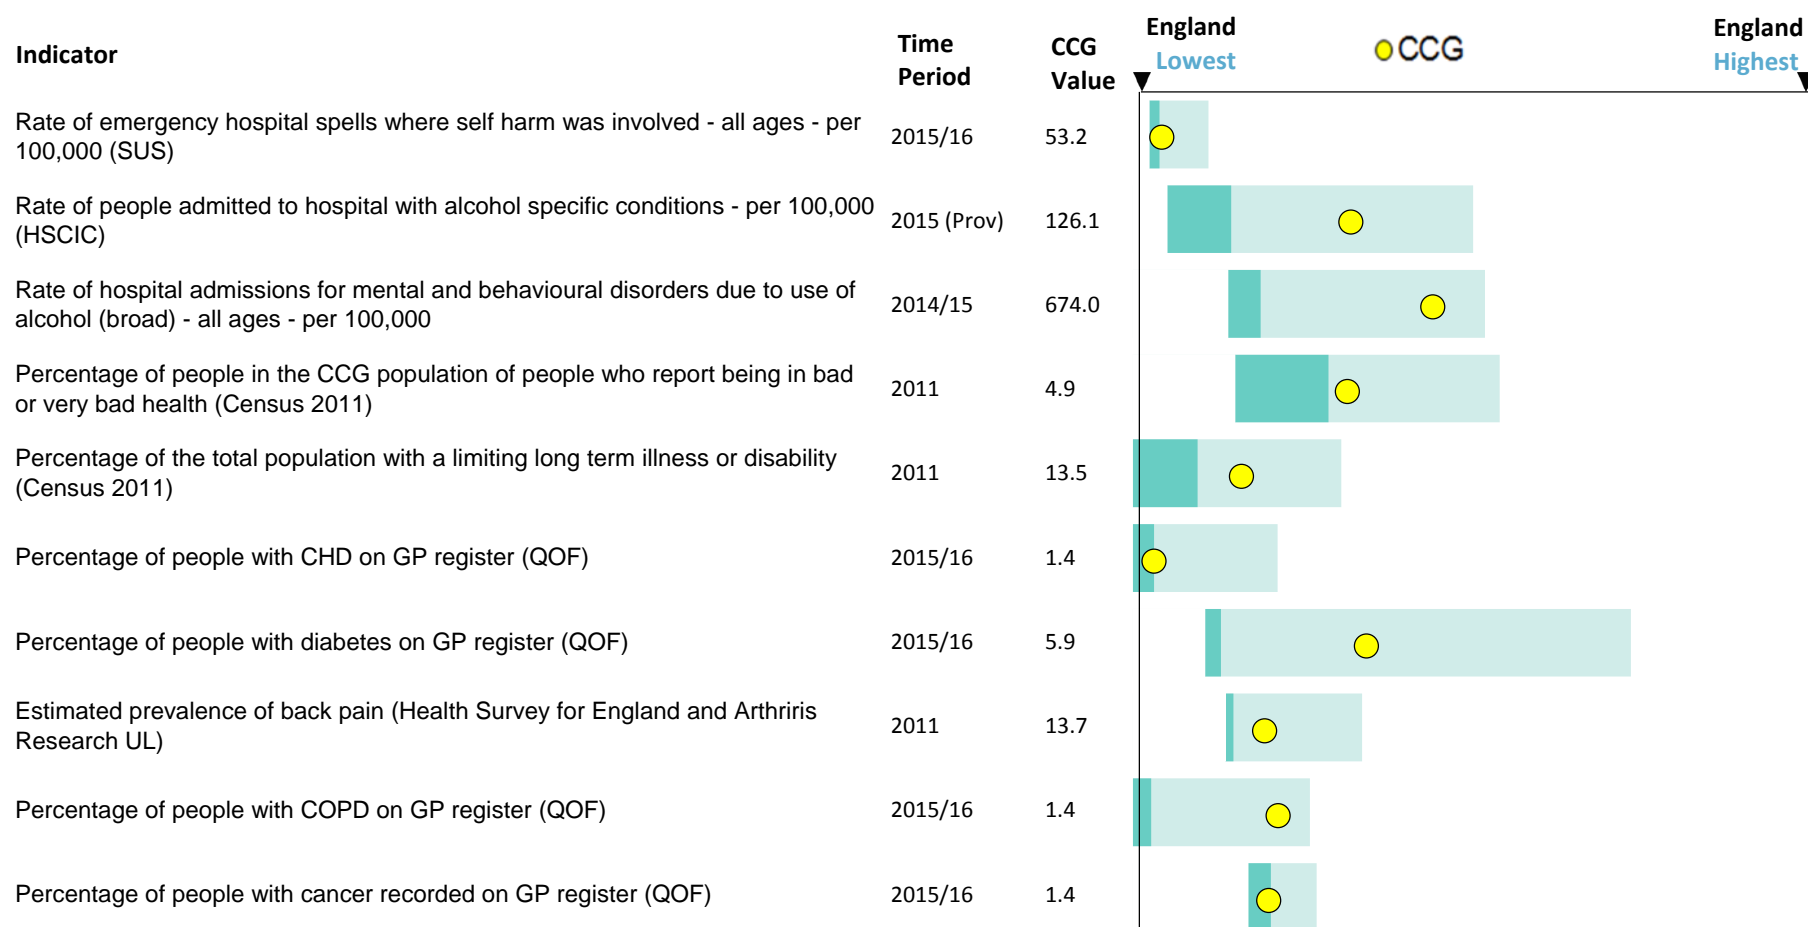 Indicator
Time
Period
CCG
Value
England
Lowest
CCG
England
Highest
Rate of emergency hospital spells where self harm was involved - all ages - per
100,000 (SUS)
2015/16
53.2
Rate of people admitted to hospital with alcohol specific conditions - per 100,000
(HSCIC)
2015 (Prov)
126.1
Rate of hospital admissions for mental and behavioural disorders due to use of
alcohol (broad) - all ages - per 100,000
2014/15
674.0
Percentage of people in the CCG population of people who report being in bad
or very bad health (Census 2011)
2011
4.9
Percentage of the total population with a limiting long term illness or disability
(Census 2011)
2011
13.5
Percentage of people with CHD on GP register (QOF)
2015/16
1.4
Percentage of people with diabetes on GP register (QOF)
2015/16
5.9
Estimated prevalence of back pain (Health Survey for England and Arthriris
Research UL)
2011
13.7
Percentage of people with COPD on GP register (QOF)
2015/16
1.4
Percentage of people with cancer recorded on GP register (QOF)
2015/16
1.4